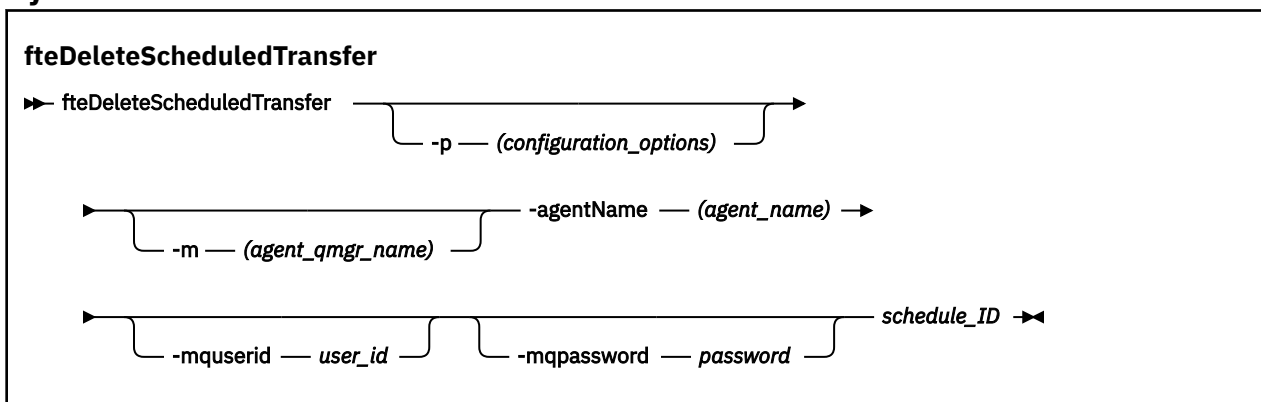 fteDeleteScheduledTransfer
fteDeleteScheduledTransfer
-p (configuration_options)
-agentName (agent_name)
-m (agent_qmgr_name)
schedule_ID
-mquserid user_id -mqpassword password